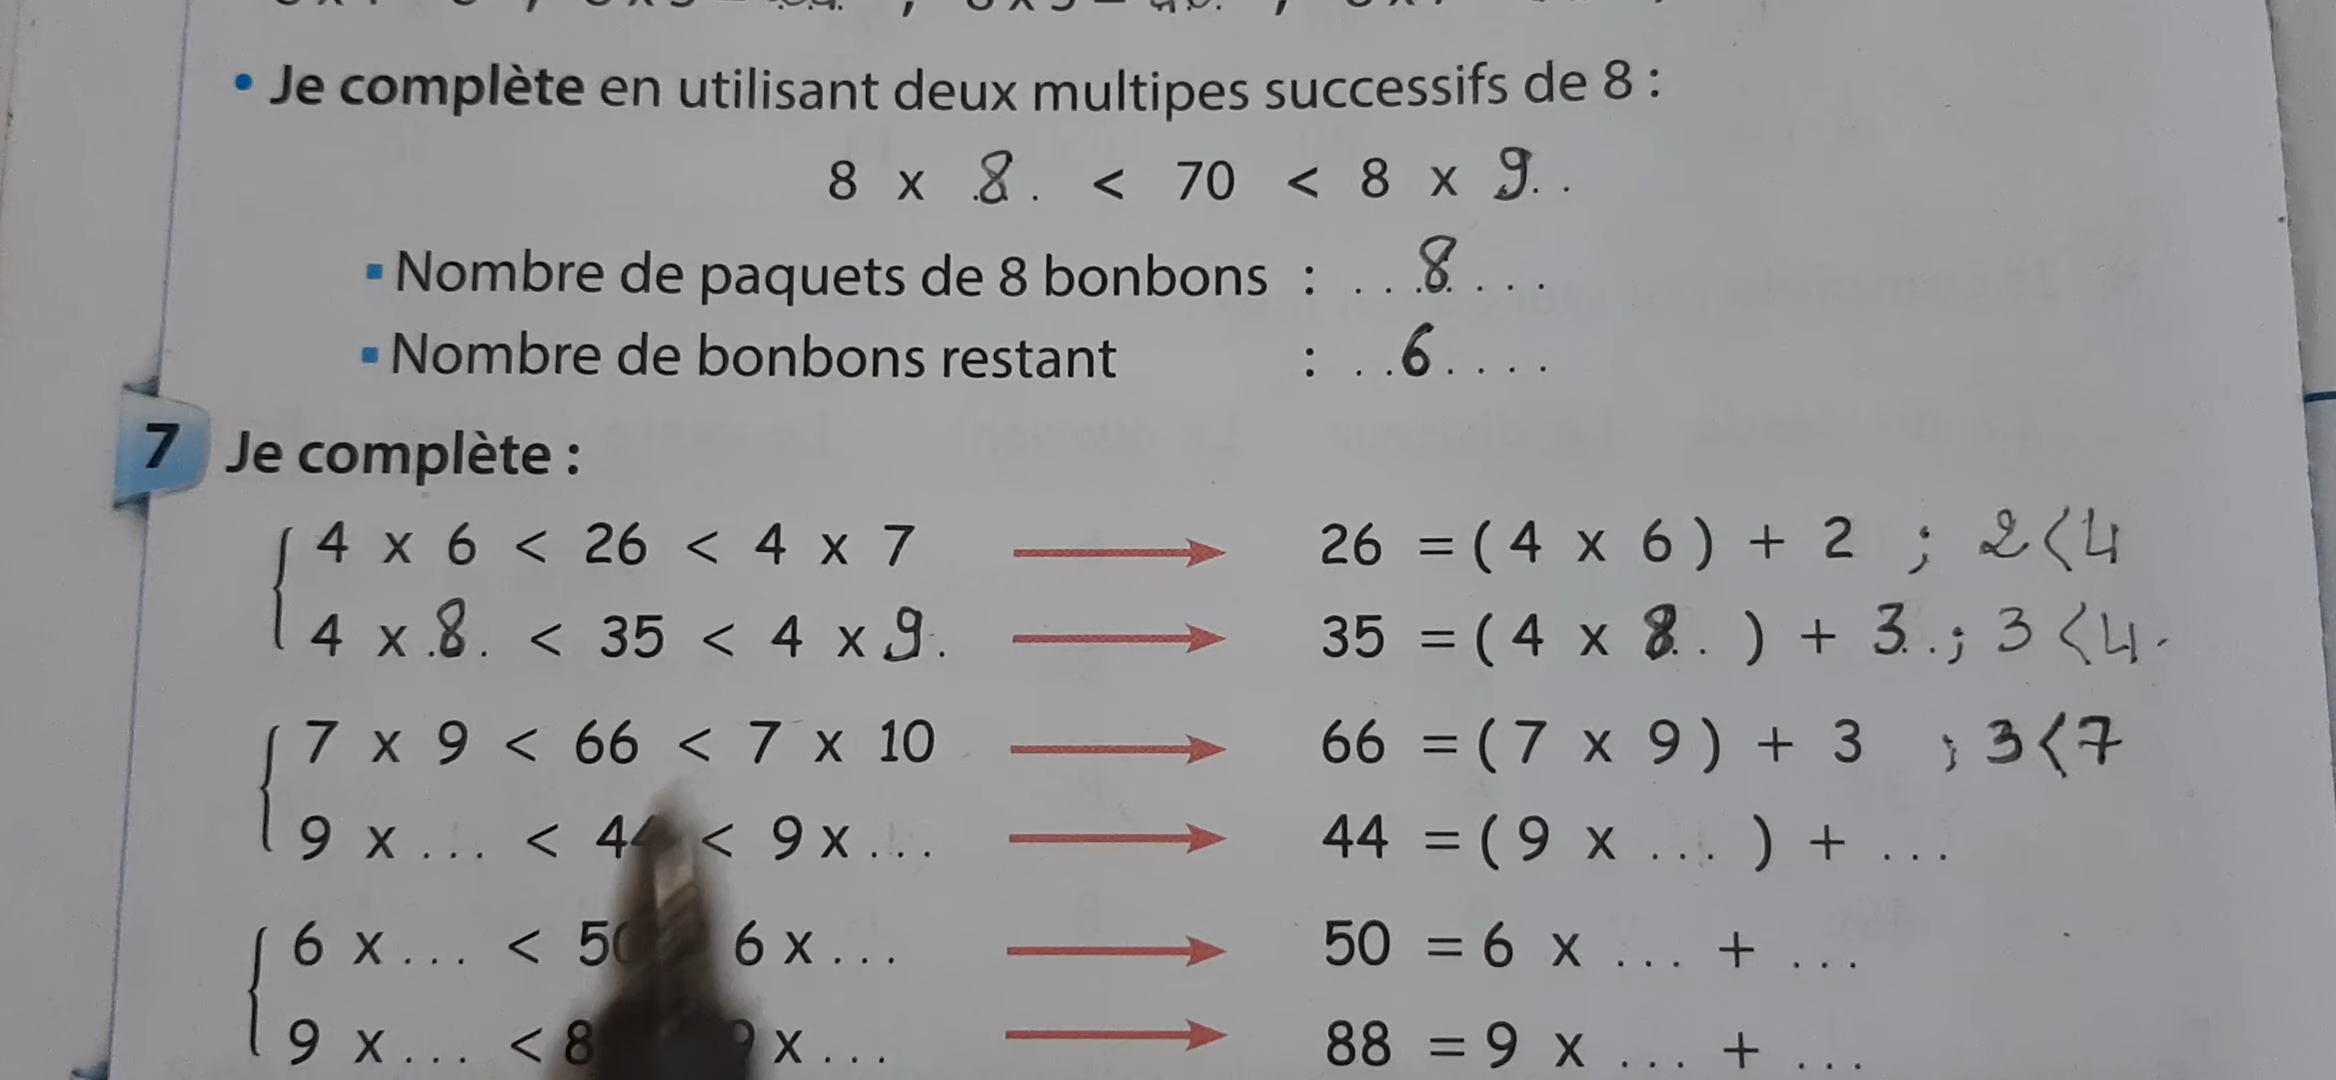 • Je complète en utilisant deux multipes successifs de 8 :
8 x .8. < 70 < 8 x 9. .
▪ Nombre de paquets de 8 bonbons : . . .8. . . .
▪ Nombre de bonbons restant : . .6. . . .
7 Je complète :
4 x 6 < 26 < 4 x 7 → 26 = ( 4 x 6 ) + 2 ; 2<4
4 x .8. < 35 < 4 x 9. → 35 = ( 4 x 8. . ) + 3. . ; 3<4.
7 x 9 < 66 < 7 x 10 → 66 = ( 7 x 9 ) + 3 ; 3<7
9 x ... < 44 < 9 x ... → 44 = ( 9 x ... ) + ...
6 x ... < 50 6 x ... → 50 = 6 x ... + ...
9 x ... < 8 9 x ... → 88 = 9 x ... + ...